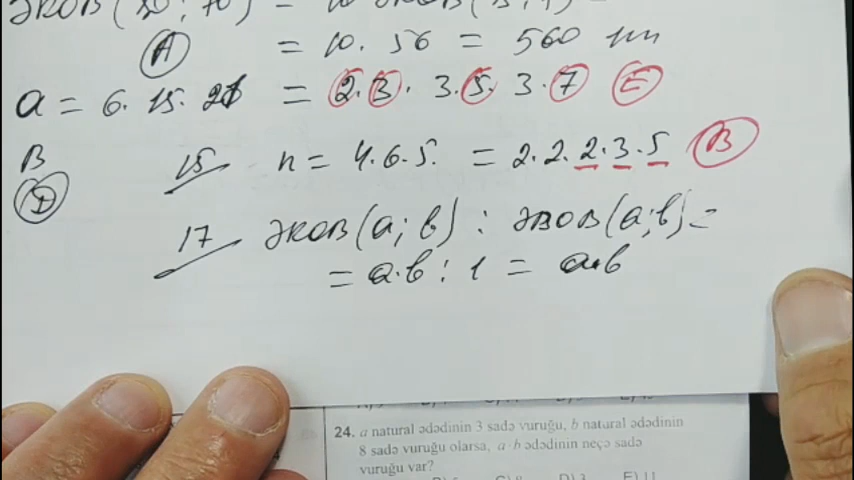 = 10. 56 = 560
A
a = 6. 15. 21 = 2.3. 3.5. 3.7 E
B 15 n = 4.6.5. = 2.2.2.3.5 B
D
17 ƏKOB(a; b) : ƏBOB(a;b) =
= a.b : 1 = a.b
24. a natural ədədinin 3 sadə vuruğu, b natural ədədinin
8 sadə vuruğu olarsa, a·b ədədinin neçə sadə
vuruğu var?
D) 3 E) 11